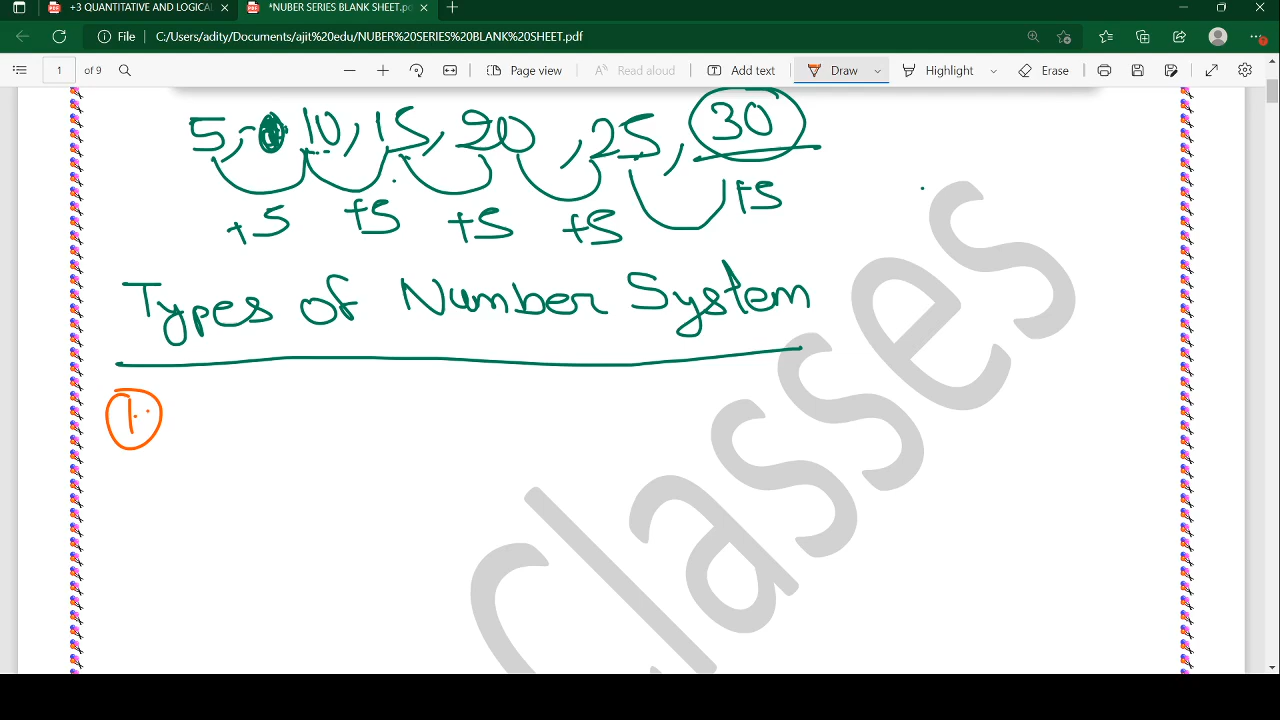 +3 QUANTITATIVE AND LOGICA
*NUBER SERIES BLANK SHEET.pd
File C:/Users/adity/Documents/ajit%20edu/NUBER%20SERIES%20BLANK%20SHEET.pdf
1 of 9 Page view Read aloud Add text Draw Highlight Erase
5, 10, 15, 20, 25, 30
+5 +5 +5 +5 +5
Types of Number System
1.
Classes